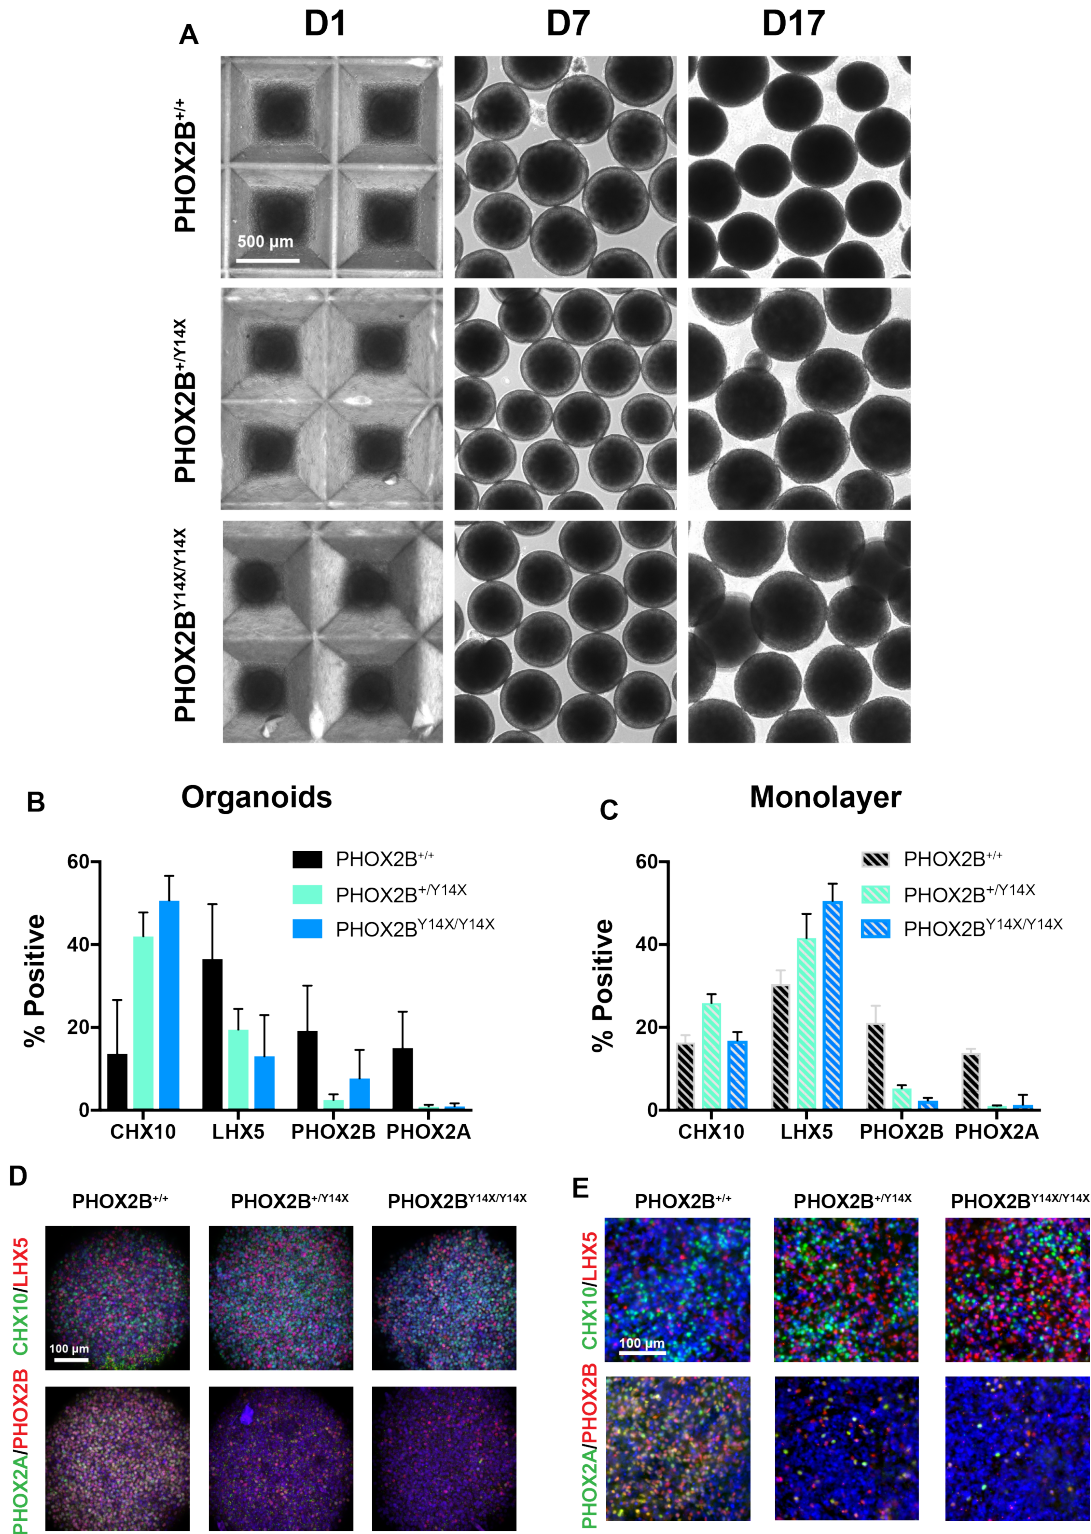 A
D1
D7
D17
PHOX2B+/+
500 µm
PHOX2B+/Y14X
PHOX2BY14X/Y14X
B
Organoids
% Positive
60
40
20
0
CHX10
LHX5
PHOX2B
PHOX2A
PHOX2B+/+
PHOX2B+/Y14X
PHOX2BY14X/Y14X
C
Monolayer
% Positive
60
40
20
0
CHX10
LHX5
PHOX2B
PHOX2A
PHOX2B+/+
PHOX2B+/Y14X
PHOX2BY14X/Y14X
D
PHOX2B+/+
PHOX2B+/Y14X
PHOX2BY14X/Y14X
CHX10/LHX5
100 µm
PHOX2A/PHOX2B
E
PHOX2B+/+
PHOX2B+/Y14X
PHOX2BY14X/Y14X
CHX10/LHX5
100 µm
PHOX2A/PHOX2B